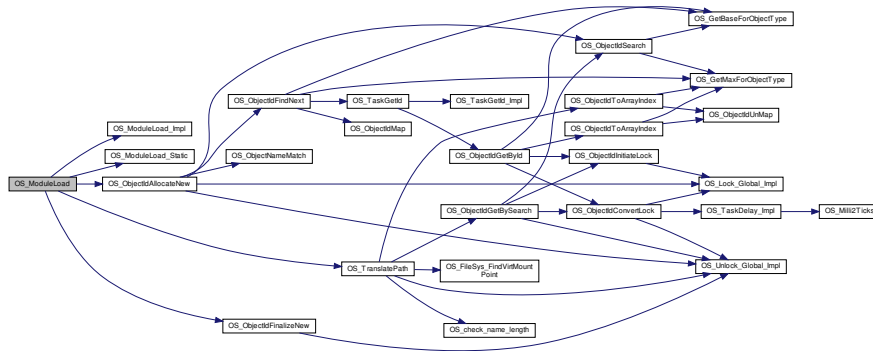 OS_GetBaseForObjectType
OS_ObjectIdSearch
OS_GetMaxForObjectType
OS_ObjectIdFindNext
OS_TaskGetId
OS_TaskGetId_Impl
OS_ObjectIdToArrayIndex
OS_ObjectIdUnMap
OS_ModuleLoad_Impl
OS_ObjectIdMap
OS_ObjectIdToArrayIndex
OS_ModuleLoad_Static
OS_ObjectNameMatch
OS_ObjectIdGetById
OS_ObjectIdInitiateLock
OS_ModuleLoad
OS_ObjectIdAllocateNew
OS_Lock_Global_Impl
OS_ObjectIdGetBySearch
OS_ObjectIdConvertLock
OS_TaskDelay_Impl
OS_Milli2Ticks
OS_TranslatePath
OS_FileSys_FindVirtMount
Point
OS_Unlock_Global_Impl
OS_ObjectIdFinalizeNew
OS_check_name_length